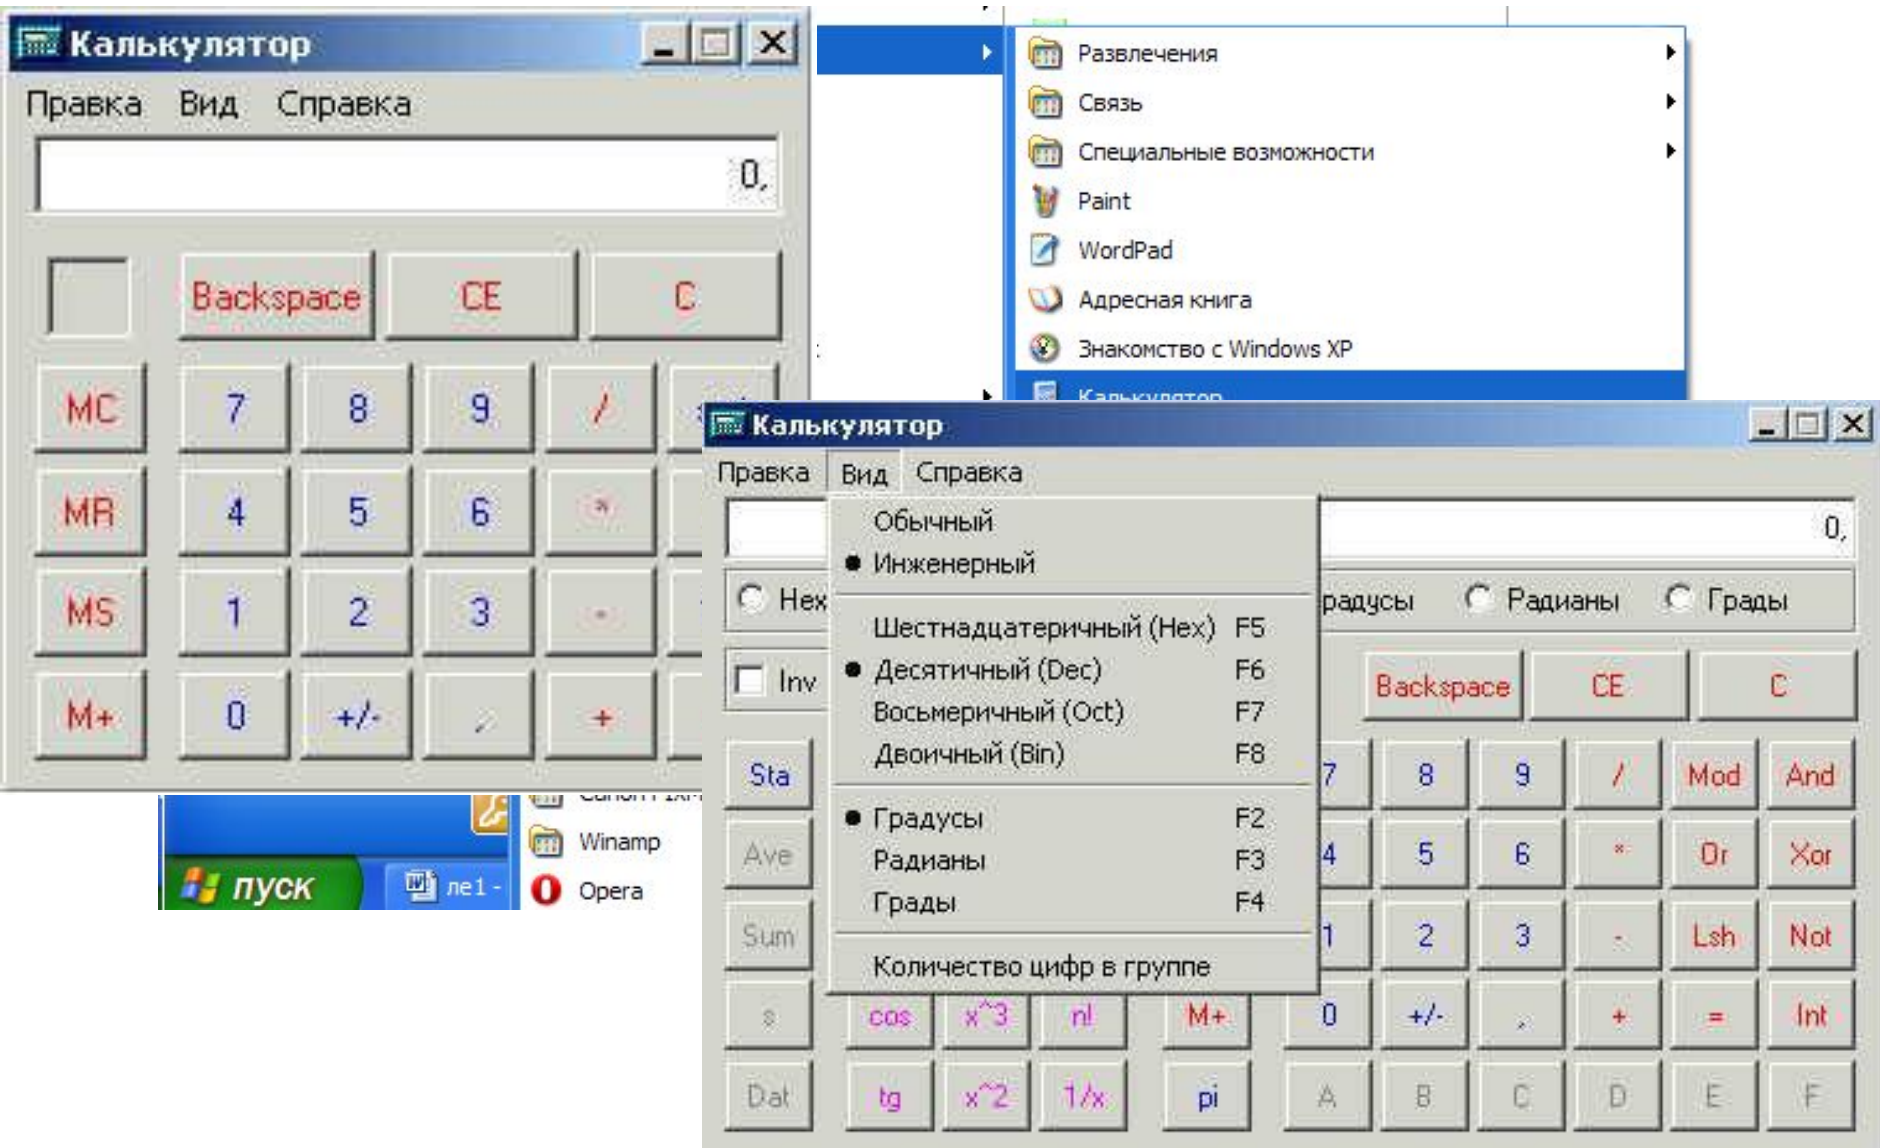 Калькулятор
Правка Вид Справка
0,
Backspace CE C
MC 7 8 9 /
MR 4 5 6 *
MS 1 2 3 -
M+ 0 +/- , +
Развлечения
Связь
Специальные возможности
Paint
WordPad
Адресная книга
Знакомство с Windows XP
Калькулятор
Калькулятор
Правка Вид Справка
0,
Обычный
Инженерный
Шестнадцатеричный (Hex) F5
Десятичный (Dec) F6
Восьмеричный (Oct) F7
Двоичный (Bin) F8
Градусы F2
Радианы F3
Грады F4
Количество цифр в группе
Hex радусы Радианы Грады
Inv Backspace CE C
Sta 7 8 9 / Mod And
Ave 4 5 6 * Or Xor
Sum 1 2 3 - Lsh Not
s cos x^3 n! M+ 0 +/- , + = Int
Dat tg x^2 1/x pi A B C D E F
Winamp
Opera
пуск
ле1 -